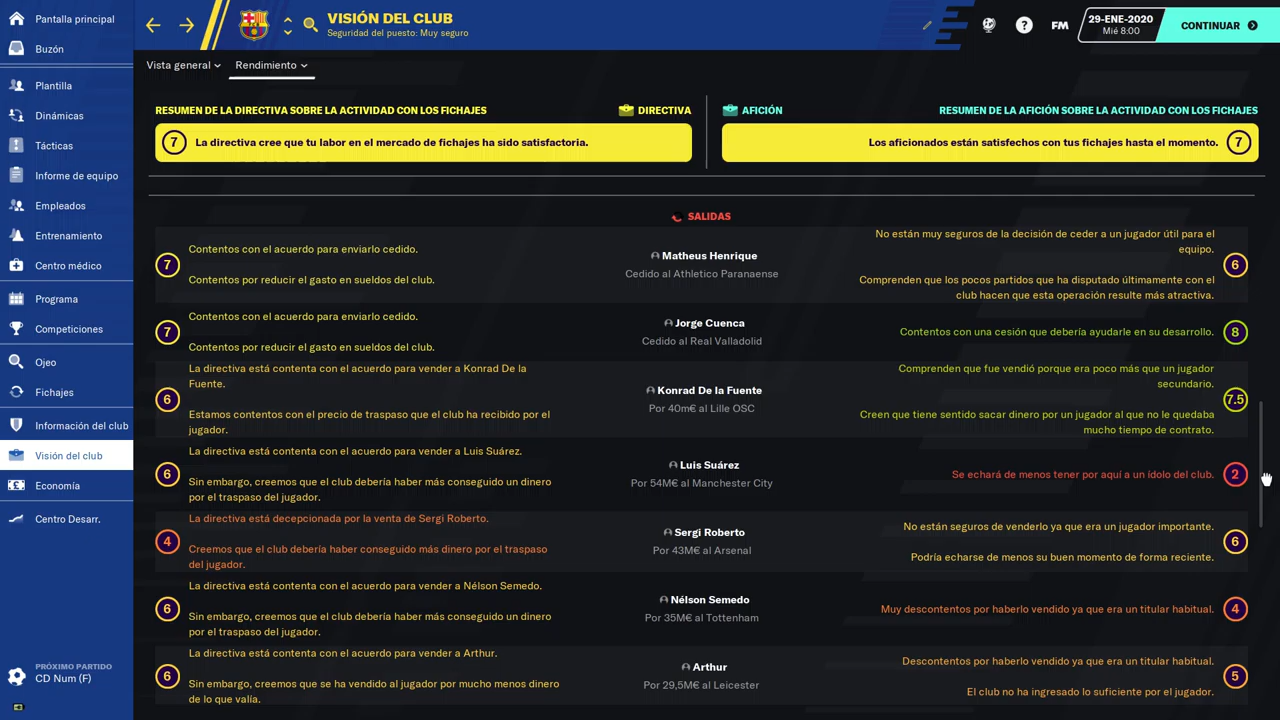 Pantalla principal
Buzón
Plantilla
Dinámicas
Tácticas
Informe de equipo
Empleados
Entrenamiento
Centro médico
Programa
Competiciones
Ojeo
Fichajes
Información del club
Visión del club
Economía
Centro Desarr.
PRÓXIMO PARTIDO
CD Num (F)
VISIÓN DEL CLUB
Seguridad del puesto: Muy seguro
?
FM
29-ENE-2020
Mié 8:00
CONTINUAR
Vista general
Rendimiento
RESUMEN DE LA DIRECTIVA SOBRE LA ACTIVIDAD CON LOS FICHAJES
DIRECTIVA
AFICIÓN
RESUMEN DE LA AFICIÓN SOBRE LA ACTIVIDAD CON LOS FICHAJES
7
La directiva cree que tu labor en el mercado de fichajes ha sido satisfactoria.
Los aficionados están satisfechos con tus fichajes hasta el momento.
7
SALIDAS
7
Contentos con el acuerdo para enviarlo cedido.
Contentos por reducir el gasto en sueldos del club.
Matheus Henrique
Cedido al Athletico Paranaense
No están muy seguros de la decisión de ceder a un jugador útil para el
equipo.
Comprenden que los pocos partidos que ha disputado últimamente con el
club hacen que esta operación resulte más atractiva.
6
7
Contentos con el acuerdo para enviarlo cedido.
Contentos por reducir el gasto en sueldos del club.
Jorge Cuenca
Cedido al Real Valladolid
Contentos con una cesión que debería ayudarle en su desarrollo.
8
6
La directiva está contenta con el acuerdo para vender a Konrad De la
Fuente.
Estamos contentos con el precio de traspaso que el club ha recibido por el
jugador.
Konrad De la Fuente
Por 40m€ al Lille OSC
Comprenden que fue vendió porque era poco más que un jugador
secundario.
Creen que tiene sentido sacar dinero por un jugador al que no le quedaba
mucho tiempo de contrato.
7.5
6
La directiva está contenta con el acuerdo para vender a Luis Suárez.
Sin embargo, creemos que el club debería haber más conseguido un dinero
por el traspaso del jugador.
Luis Suárez
Por 54M€ al Manchester City
Se echará de menos tener por aquí a un ídolo del club.
2
4
La directiva está decepcionada por la venta de Sergi Roberto.
Creemos que el club debería haber conseguido más dinero por el traspaso
del jugador.
Sergi Roberto
Por 43M€ al Arsenal
No están seguros de venderlo ya que era un jugador importante.
Podría echarse de menos su buen momento de forma reciente.
6
6
La directiva está contenta con el acuerdo para vender a Nélson Semedo.
Sin embargo, creemos que el club debería haber más conseguido un dinero
por el traspaso del jugador.
Nélson Semedo
Por 35M€ al Tottenham
Muy descontentos por haberlo vendido ya que era un titular habitual.
4
6
La directiva está contenta con el acuerdo para vender a Arthur.
Sin embargo, creemos que se ha vendido al jugador por mucho menos dinero
de lo que valía.
Arthur
Por 29,5M€ al Leicester
Descontentos por haberlo vendido ya que era un titular habitual.
El club no ha ingresado lo suficiente por el jugador.
5